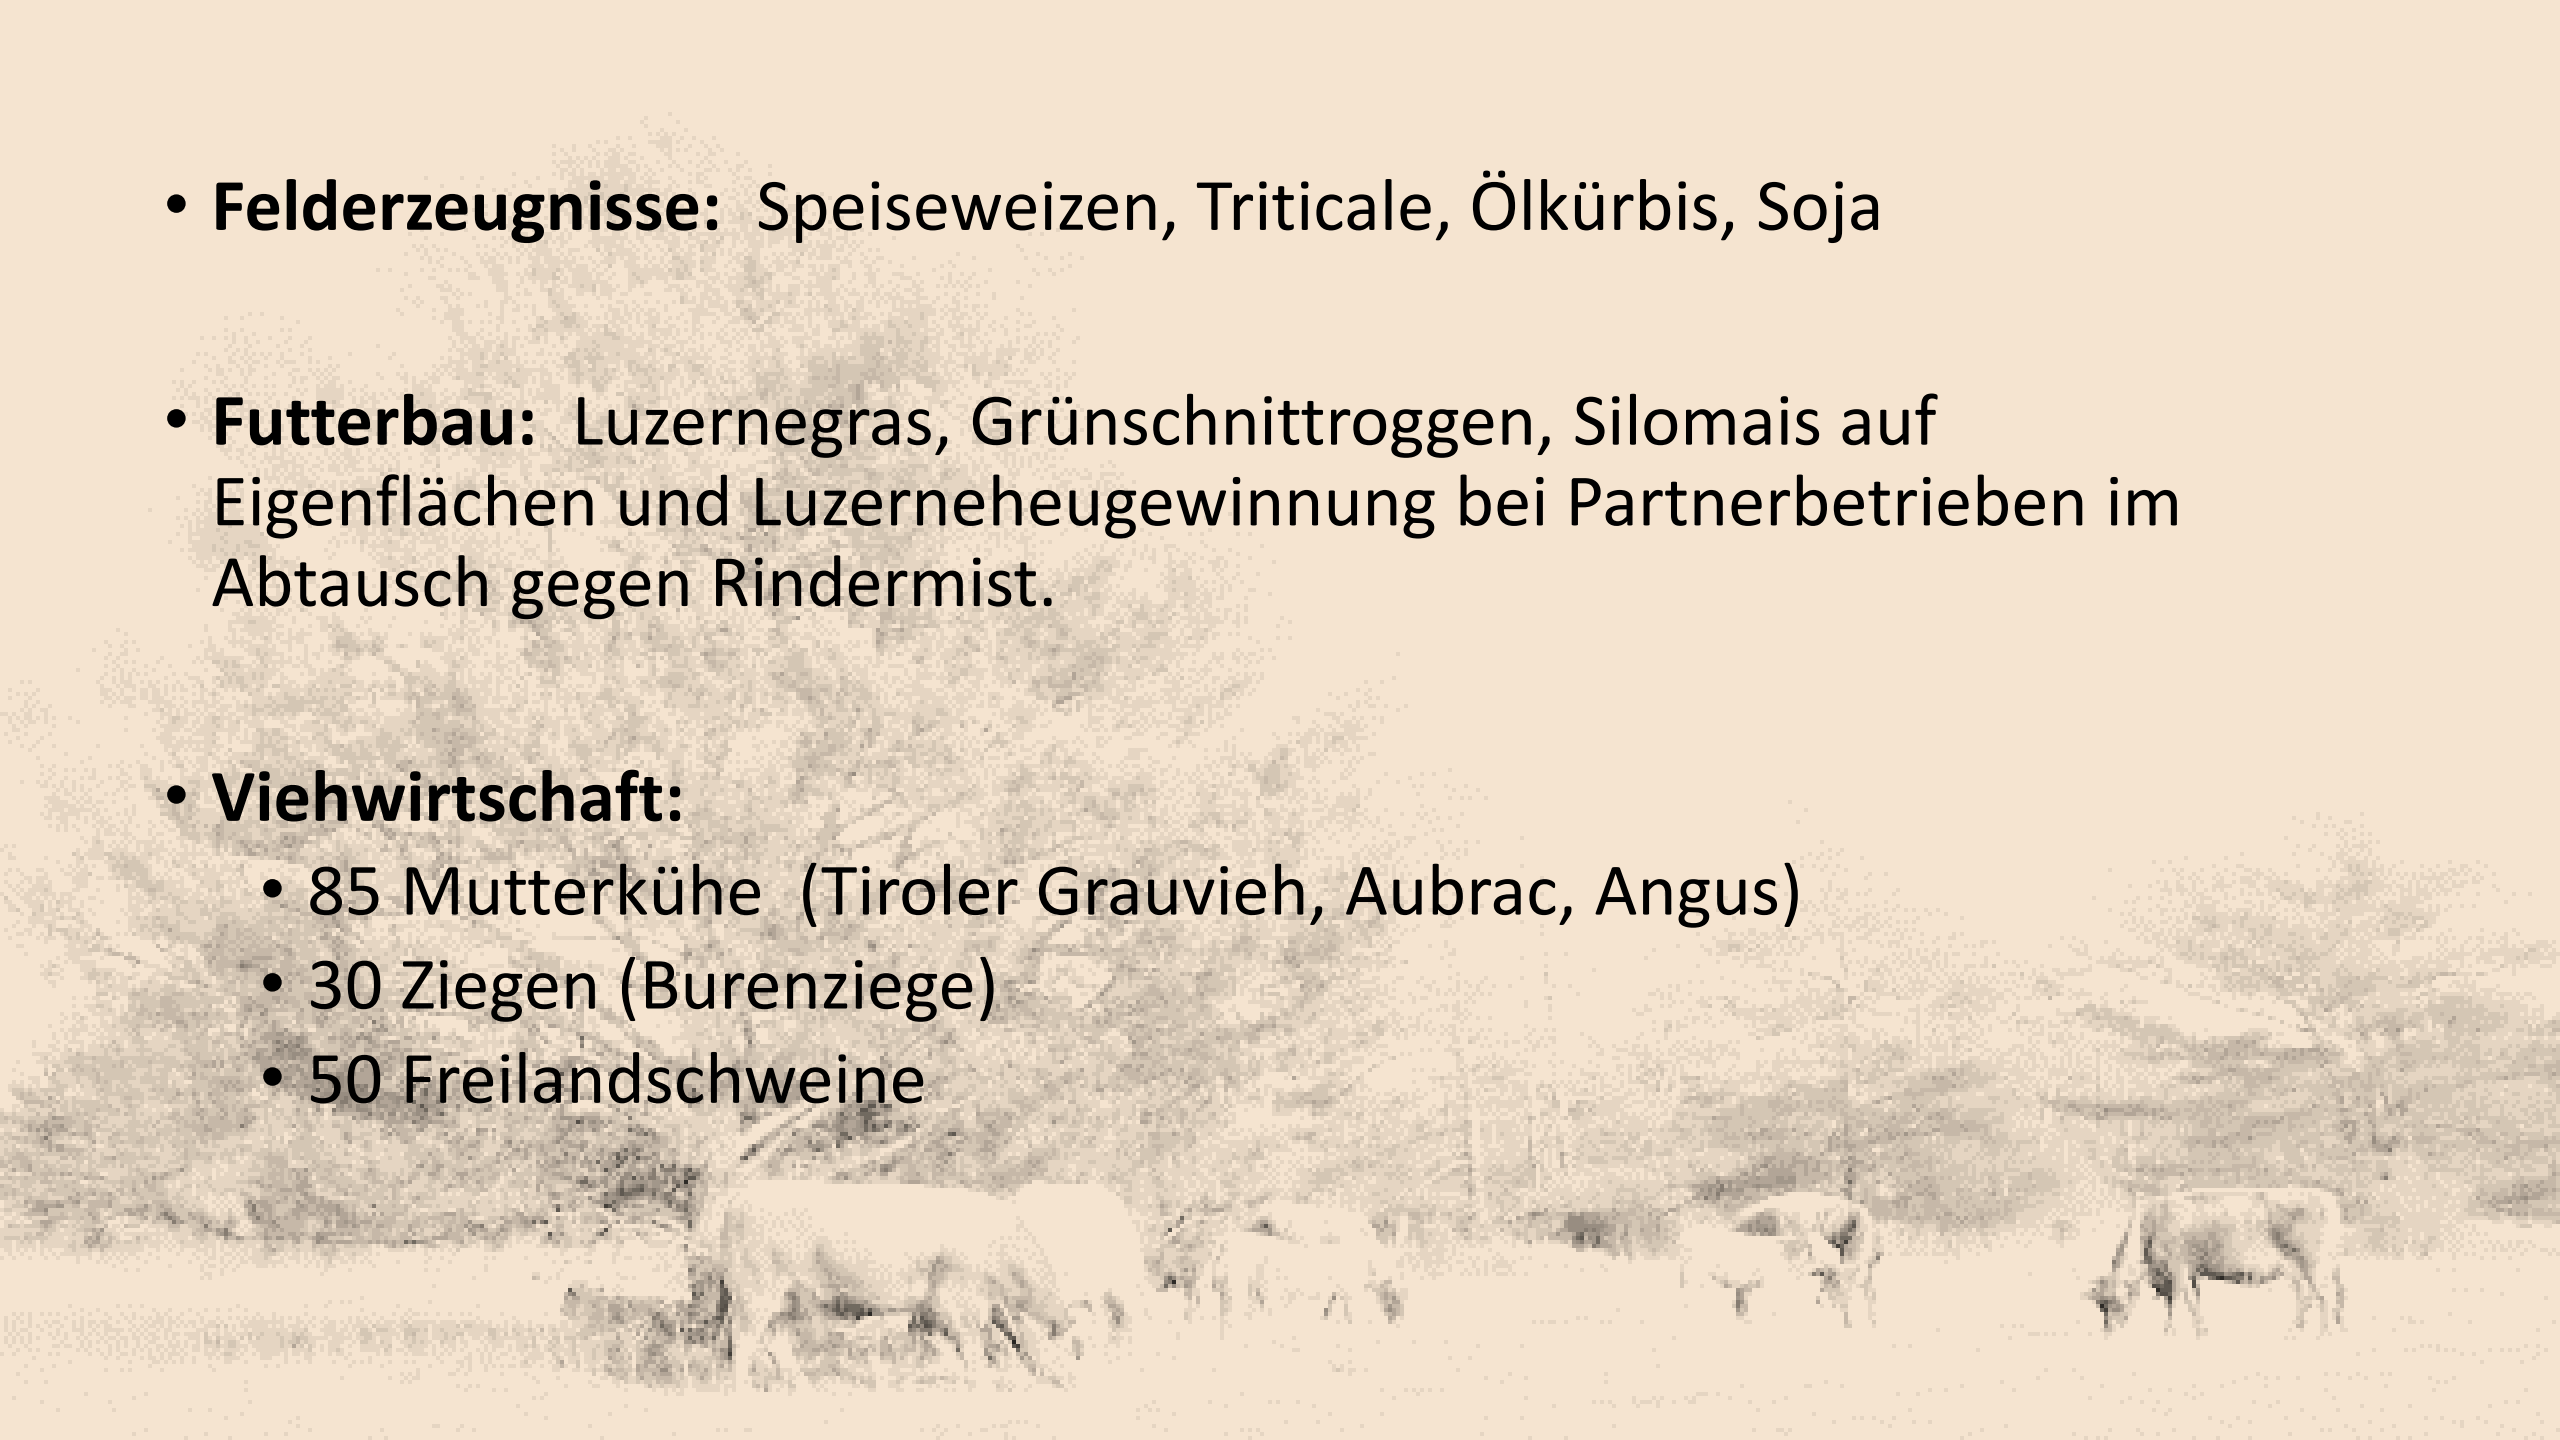 • Felderzeugnisse:  Speiseweizen, Triticale, Ölkürbis, Soja
• Futterbau:  Luzernegras, Grünschnittroggen, Silomais auf
Eigenflächen und Luzerneheugewinnung bei Partnerbetrieben im
Abtausch gegen Rindermist.
• Viehwirtschaft:
• 85 Mutterkühe  (Tiroler Grauvieh, Aubrac, Angus)
• 30 Ziegen (Burenziege)
• 50 Freilandschweine